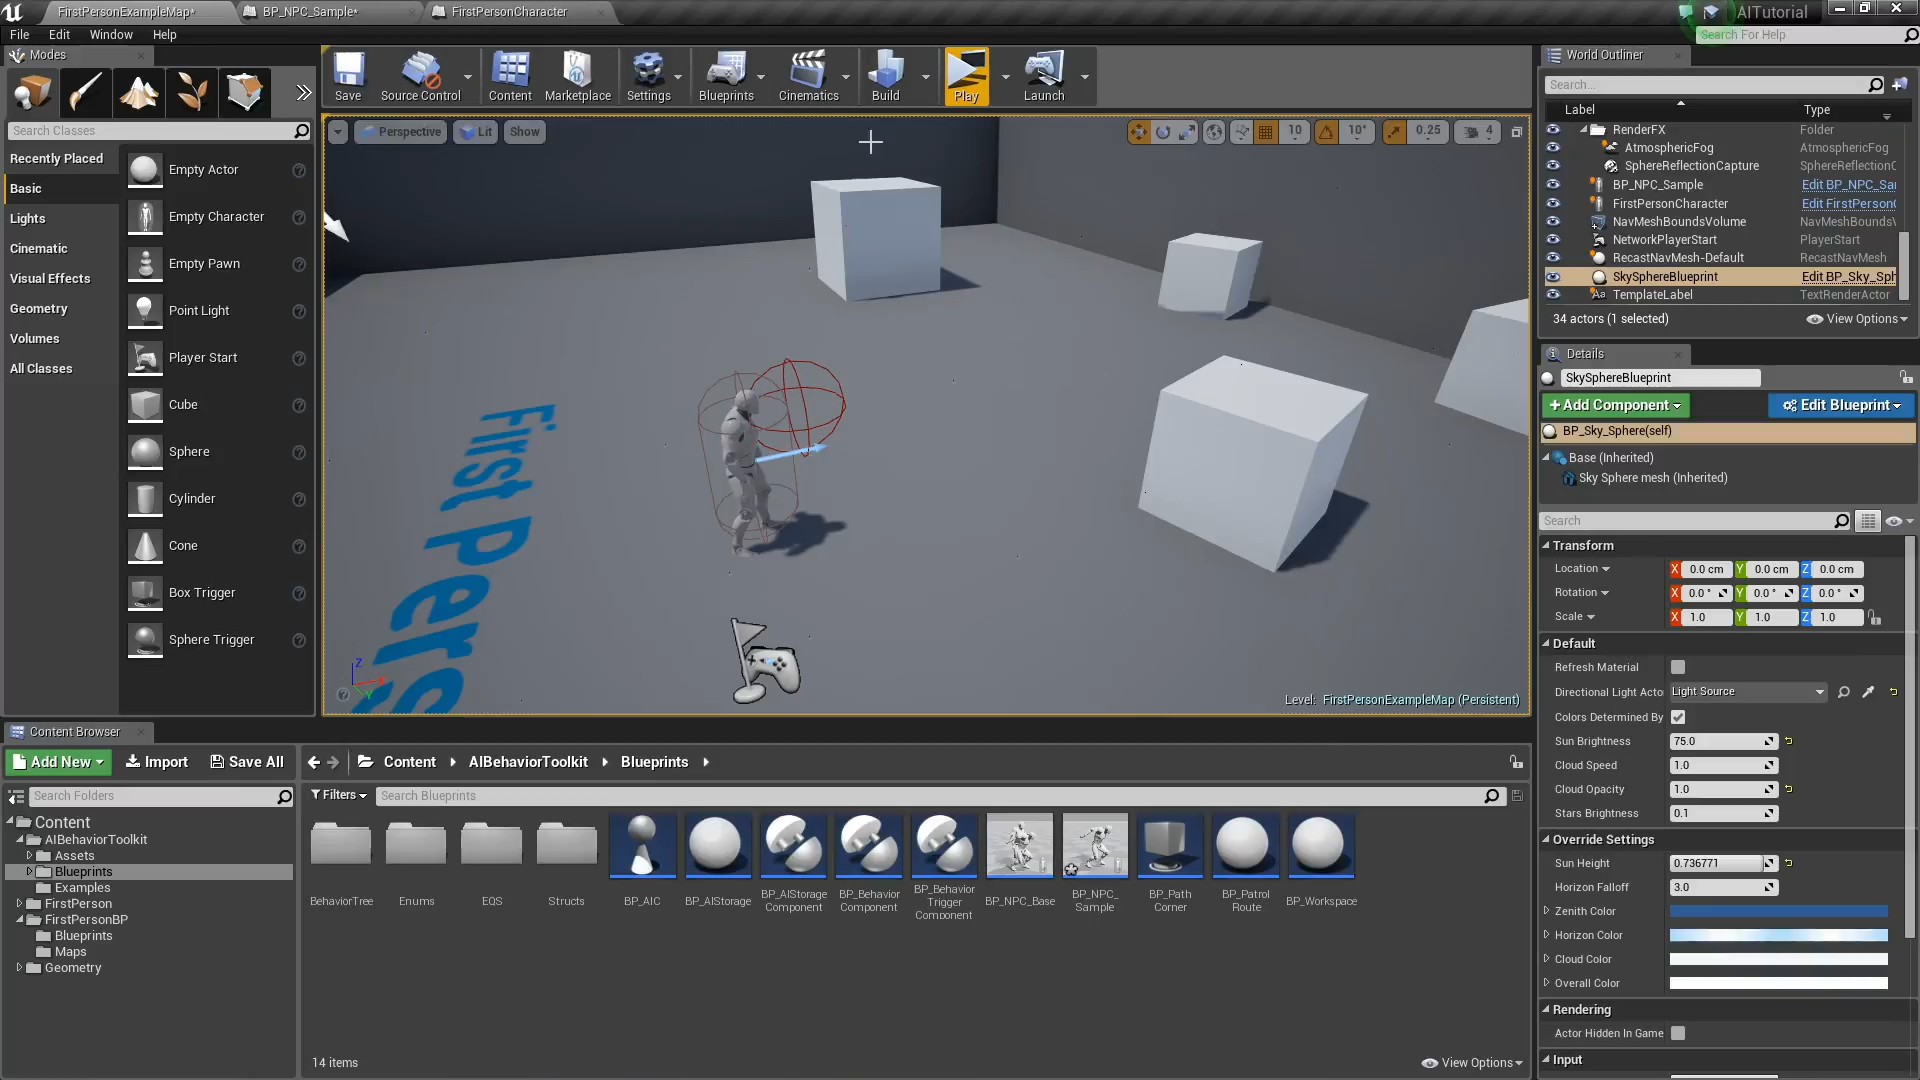 FirstPersonExampleMap*
BP_NPC_Sample*
FirstPersonCharacter
AITutorial
File Edit Window Help
Search For Help
Modes
Search Classes
Recently Placed
Basic
Lights
Cinematic
Visual Effects
Geometry
Volumes
All Classes
Empty Actor
Empty Character
Empty Pawn
Point Light
Player Start
Cube
Sphere
Cylinder
Cone
Box Trigger
Sphere Trigger
Save
Source Control
Content
Marketplace
Settings
Blueprints
Cinematics
Build
Play
Launch
Perspective
Lit
Show
10
10°
0.25
4
First Pers
Z
Level: FirstPersonExampleMap (Persistent)
World Outliner
Search...
Label Type
RenderFX Folder
AtmosphericFog AtmosphericFog
SphereReflectionCapture SphereReflectionC
BP_NPC_Sample Edit BP_NPC_Sa
FirstPersonCharacter Edit FirstPerson
NavMeshBoundsVolume NavMeshBounds
NetworkPlayerStart PlayerStart
RecastNavMesh-Default RecastNavMesh
SkySphereBlueprint Edit BP_Sky_Sph
TemplateLabel TextRenderActor
34 actors (1 selected)
View Options
Details
SkySphereBlueprint
+Add Component
Edit Blueprint
BP_Sky_Sphere(self)
Base (Inherited)
Sky Sphere mesh (Inherited)
Search
Transform
Location X 0.0 cm Y 0.0 cm Z 0.0 cm
Rotation X 0.0 ° Y 0.0 ° Z 0.0 °
Scale X 1.0 Y 1.0 Z 1.0
Default
Refresh Material
Directional Light Acto Light Source
Colors Determined By
Sun Brightness 75.0
Cloud Speed 1.0
Cloud Opacity 1.0
Stars Brightness 0.1
Override Settings
Sun Height 0.736771
Horizon Falloff 3.0
Zenith Color
Horizon Color
Cloud Color
Overall Color
Rendering
Actor Hidden In Game
Input
Content Browser
Add New
Import
Save All
Content AIBehaviorToolkit Blueprints
Search Folders
Filters
Search Blueprints
Content
AIBehaviorToolkit
Assets
Blueprints
Examples
FirstPerson
FirstPersonBP
Blueprints
Maps
Geometry
BehaviorTree
Enums
EQS
Structs
BP_AIC
BP_AIStorage
BP_AIStorage
Component
BP_Behavior
Component
BP_Behavior
Trigger
Component
BP_NPC_Base
BP_NPC_
Sample
BP_Path
Corner
BP_Patrol
Route
BP_Workspace
14 items
View Options